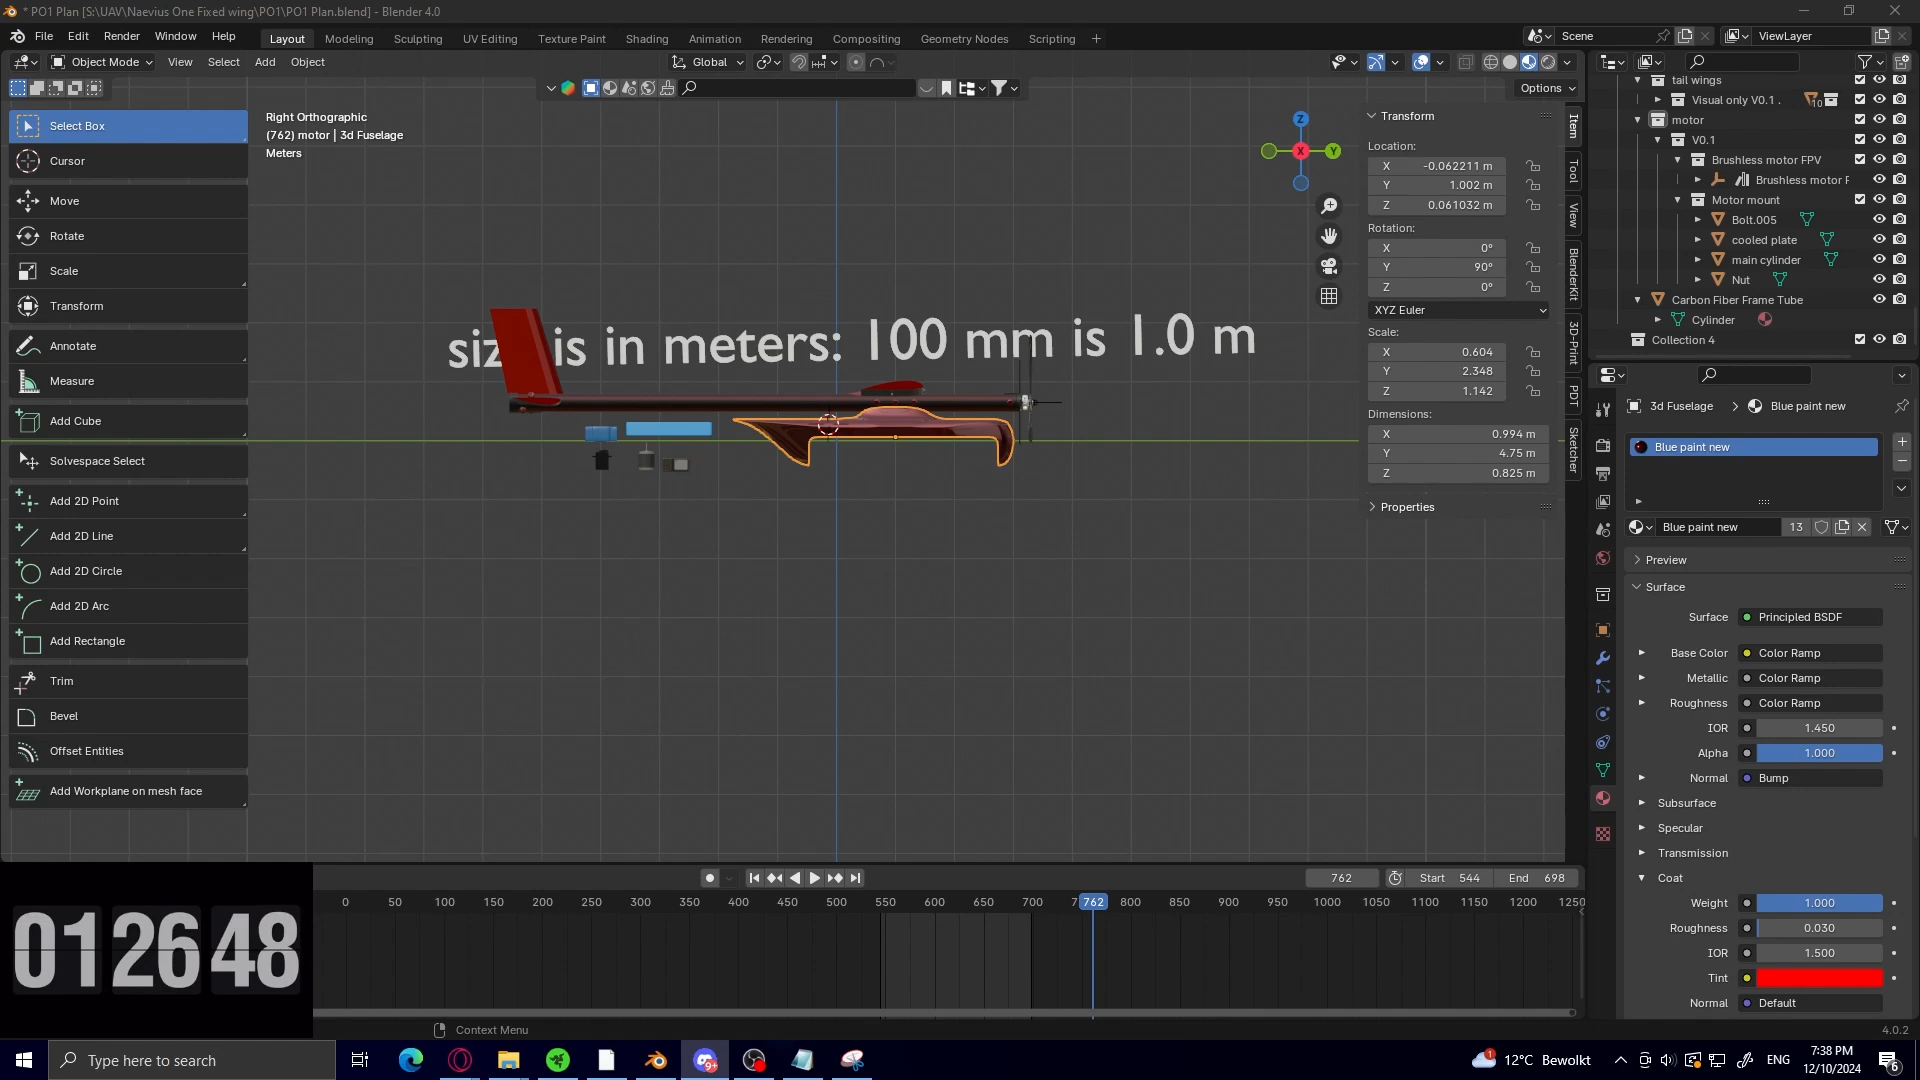 * PO1 Plan [S:\UAV\Naevius One Fixed wing\PO1\PO1 Plan.blend] - Blender 4.0
File Edit Render Window Help
Layout Modeling Sculpting UV Editing Texture Paint Shading Animation Rendering Compositing Geometry Nodes Scripting +
Scene
ViewLayer
Object Mode View Select Add Object
Global
Options
Select Box
Cursor
Move
Rotate
Scale
Transform
Annotate
Measure
Add Cube
Solvespace Select
Add 2D Point
Add 2D Line
Add 2D Circle
Add 2D Arc
Add Rectangle
Trim
Bevel
Offset Entities
Add Workplane on mesh face
Right Orthographic
(762) motor | 3d Fuselage
Meters
is in meters: 100 mm is 1.0 m
Z
X
Y
Transform
Location:
X -0.062211 m
Y 1.002 m
Z 0.061032 m
Rotation:
X 0°
Y 90°
Z 0°
XYZ Euler
Scale:
X 0.604
Y 2.348
Z 1.142
Dimensions:
X 0.994 m
Y 4.75 m
Z 0.825 m
Properties
Item
Tool
View
BlenderKit
3D-Print
PDT
Sketcher
tail wings
Visual only V0.1 . 10
motor
V0.1
Brushless motor FPV
Brushless motor F
Motor mount
Bolt.005
cooled plate
main cylinder
Nut
Carbon Fiber Frame Tube
Cylinder
Collection 4
3d Fuselage > Blue paint new
Blue paint new
Blue paint new 13
Preview
Surface
Surface Principled BSDF
Base Color Color Ramp
Metallic Color Ramp
Roughness Color Ramp
IOR 1.450
Alpha 1.000
Normal Bump
Subsurface
Specular
Transmission
Coat
Weight 1.000
Roughness 0.030
IOR 1.500
Tint
Normal Default
762 Start 544 End 698
0 50 100 150 200 250 300 350 400 450 500 550 600 650 700 7 762 800 850 900 950 1000 1050 1100 1150 1200 1250
01 26 48
Context Menu
4.0.2
Type here to search
9+
1
12°C Bewolkt
ENG
7:38 PM
12/10/2024
6